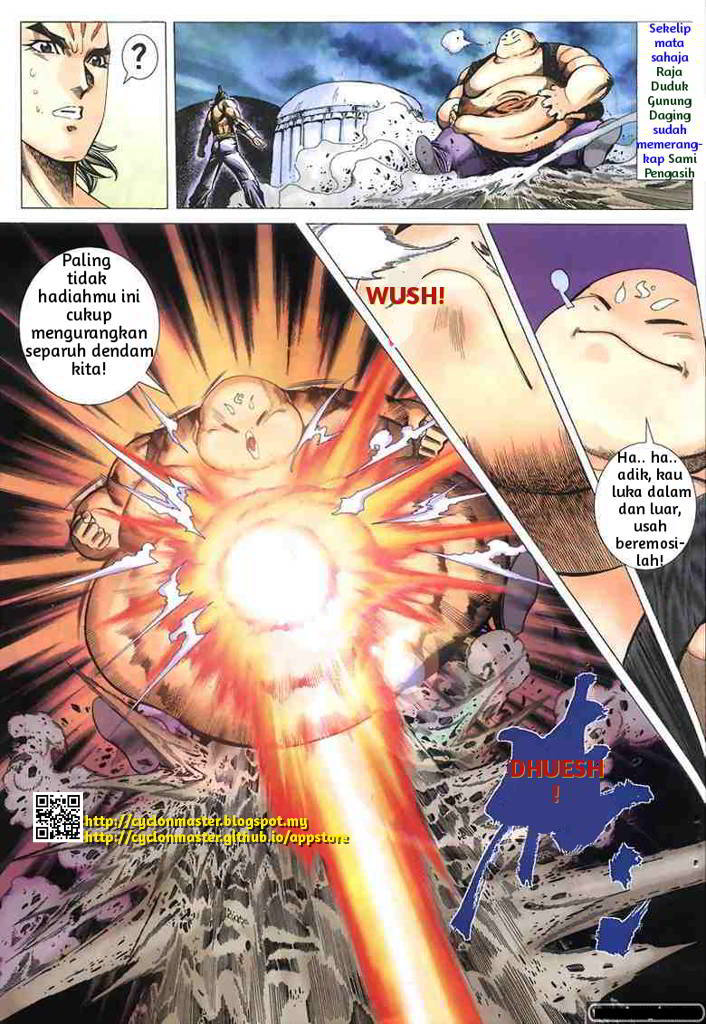 ?
Sekelip
mata
sahaja
Raja
Duduk
Gunung
Daging
sudah
memerang-
kap Sami
Pengasih
Paling
tidak
hadiahmu ini
cukup
mengurangkan
separuh dendam
kita!
WUSH!
Ha.. ha..
adik, kau
luka dalam
dan luar,
usah
beremosi-
lah!
DHUESH
!
http://cyclonmaster.blogspot.my
http://cyclonmaster.github.io/appstore